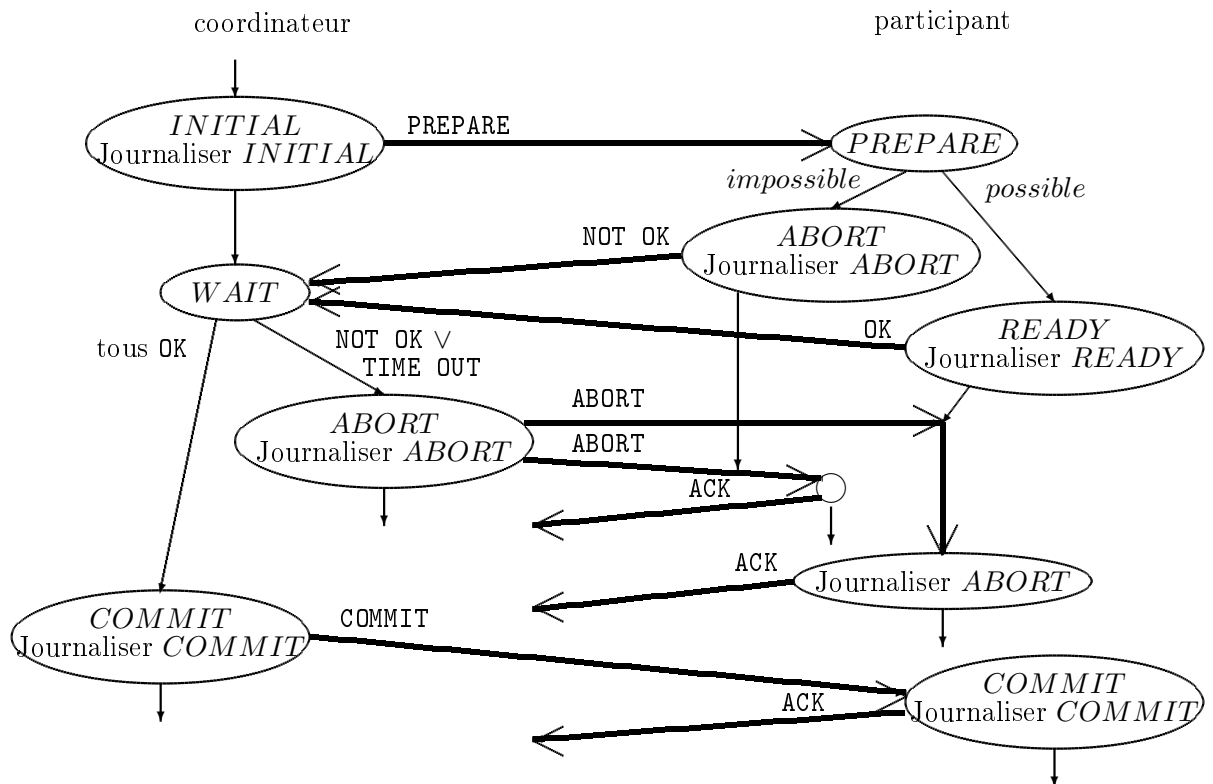 coordinateur
participant
INITIAL
Journaliser INITIAL
PREPARE
PREPARE
impossible
possible
NOT OK
ABORT
Journaliser ABORT
WAIT
OK
READY
Journaliser READY
tous OK
NOT OK ∨
TIME OUT
ABORT
Journaliser ABORT
ABORT
ABORT
ACK
ACK
Journaliser ABORT
COMMIT
Journaliser COMMIT
COMMIT
ACK
COMMIT
Journaliser COMMIT